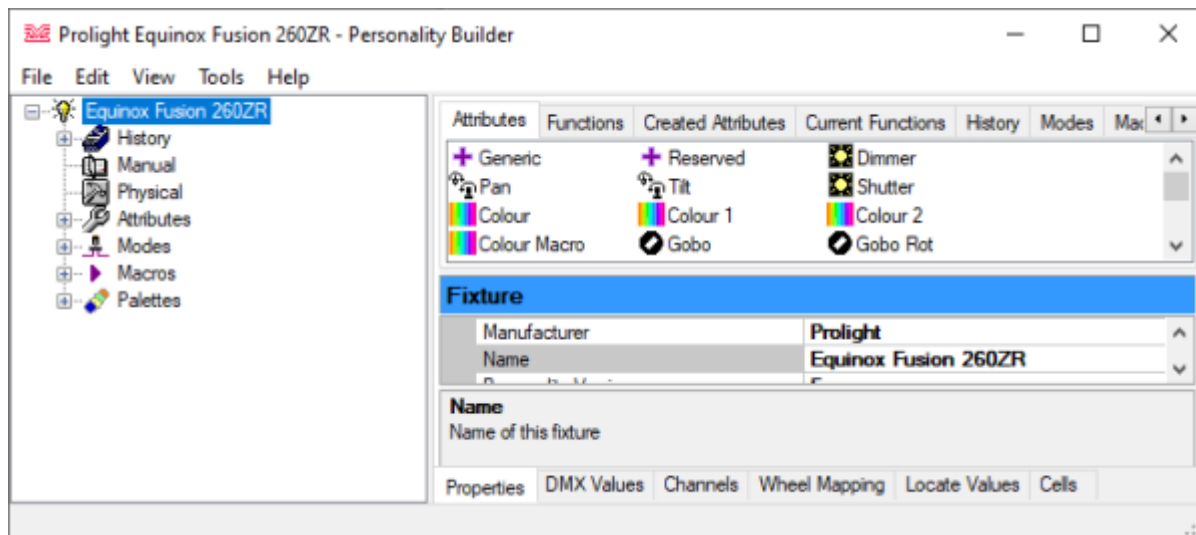 Prolight Equinox Fusion 260ZR - Personality Builder
File Edit View Tools Help
Equinox Fusion 260ZR
History
Manual
Physical
Attributes
Modes
Macros
Palettes
Attributes Functions Created Attributes Current Functions History Modes
Generic Reserved Dimmer
Pan Tilt Shutter
Colour Colour 1 Colour 2
Colour Macro Gobo Gobo Rot
Fixture
Manufacturer Prolight
Name Equinox Fusion 260ZR
Name
Name of this fixture
Properties DMX Values Channels Wheel Mapping Locate Values Cells